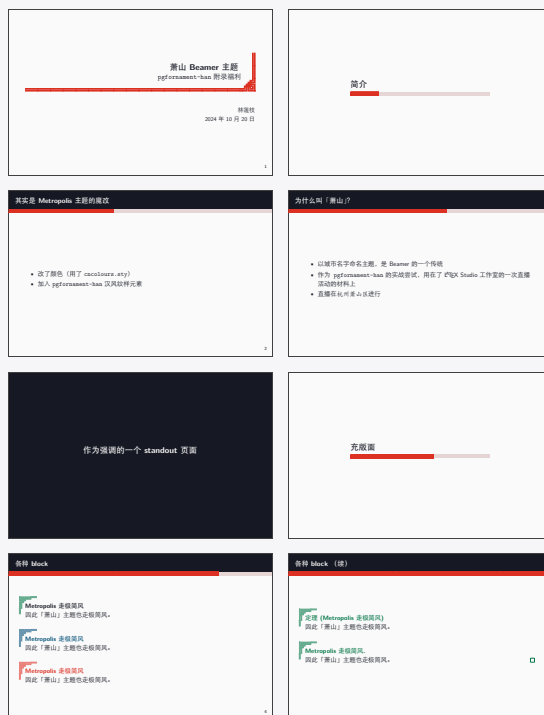 萧山 Beamer 主题
pgfornament-han 附录福利
林莲枝
2024 年 10 月 20 日
1
简介
其实是 Metropolis 主题的魔改
改了颜色（用了 cncolours.sty）
加入 pgfornament-han 汉风纹样元素
2
为什么叫「萧山」?
以城市名字命名主题，是 Beamer 的一个传统
作为 pgfornament-han 的实战尝试，用在了 LaTeX Studio 工作室的一次直播
活动的材料上
直播在杭州萧山区进行
作为强调的一个 standout 页面
充版面
各种 block
Metropolis 走极简风
因此「萧山」主题也走极简风。
Metropolis 走极简风
因此「萧山」主题也走极简风。
Metropolis 走极简风
因此「萧山」主题也走极简风。
4
各种 block （续）
定理 (Metropolis 走极简风)
因此「萧山」主题也走极简风。
Metropolis 走极简风.
因此「萧山」主题也走极简风。